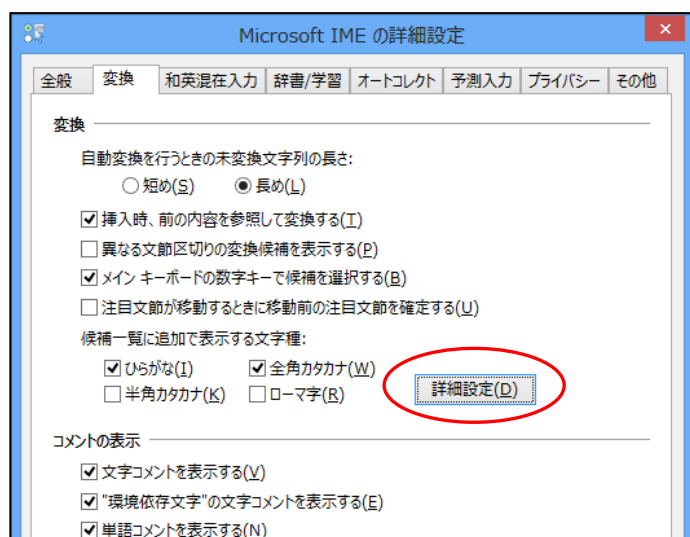 Microsoft IME の詳細設定
全般 変換 和英混在入力 辞書/学習 オートコレクト 予測入力 プライバシー その他
変換
自動変換を行うときの未変換文字列の長さ:
短め(S) 長め(L)
挿入時、前の内容を参照して変換する(T)
異なる文節区切りの変換候補を表示する(P)
メイン キーボードの数字キーで候補を選択する(B)
注目文節が移動するときに移動前の注目文節を確定する(U)
候補一覧に追加で表示する文字種:
ひらがな(I) 全角カタカナ(W)
半角カタカナ(K) ローマ字(R) 詳細設定(D)
コメントの表示
文字コメントを表示する(V)
"環境依存文字"の文字コメントを表示する(E)
単語コメントを表示する(N)